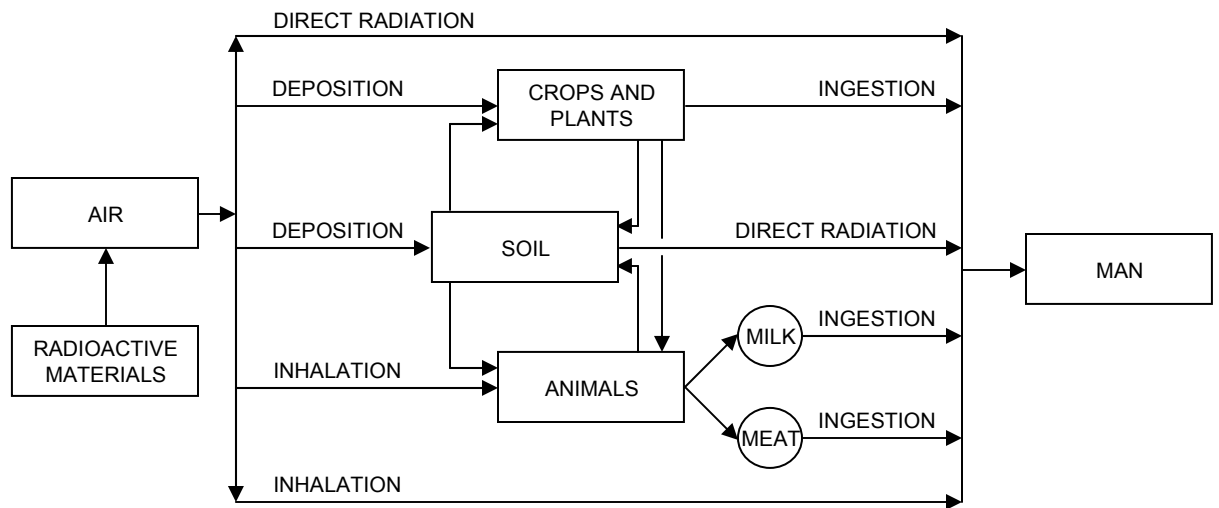 DIRECT RADIATION
DEPOSITION
CROPS AND
PLANTS
INGESTION
AIR
DEPOSITION
SOIL
DIRECT RADIATION
MAN
RADIOACTIVE
MATERIALS
INHALATION
ANIMALS
MILK
INGESTION
MEAT
INGESTION
INHALATION